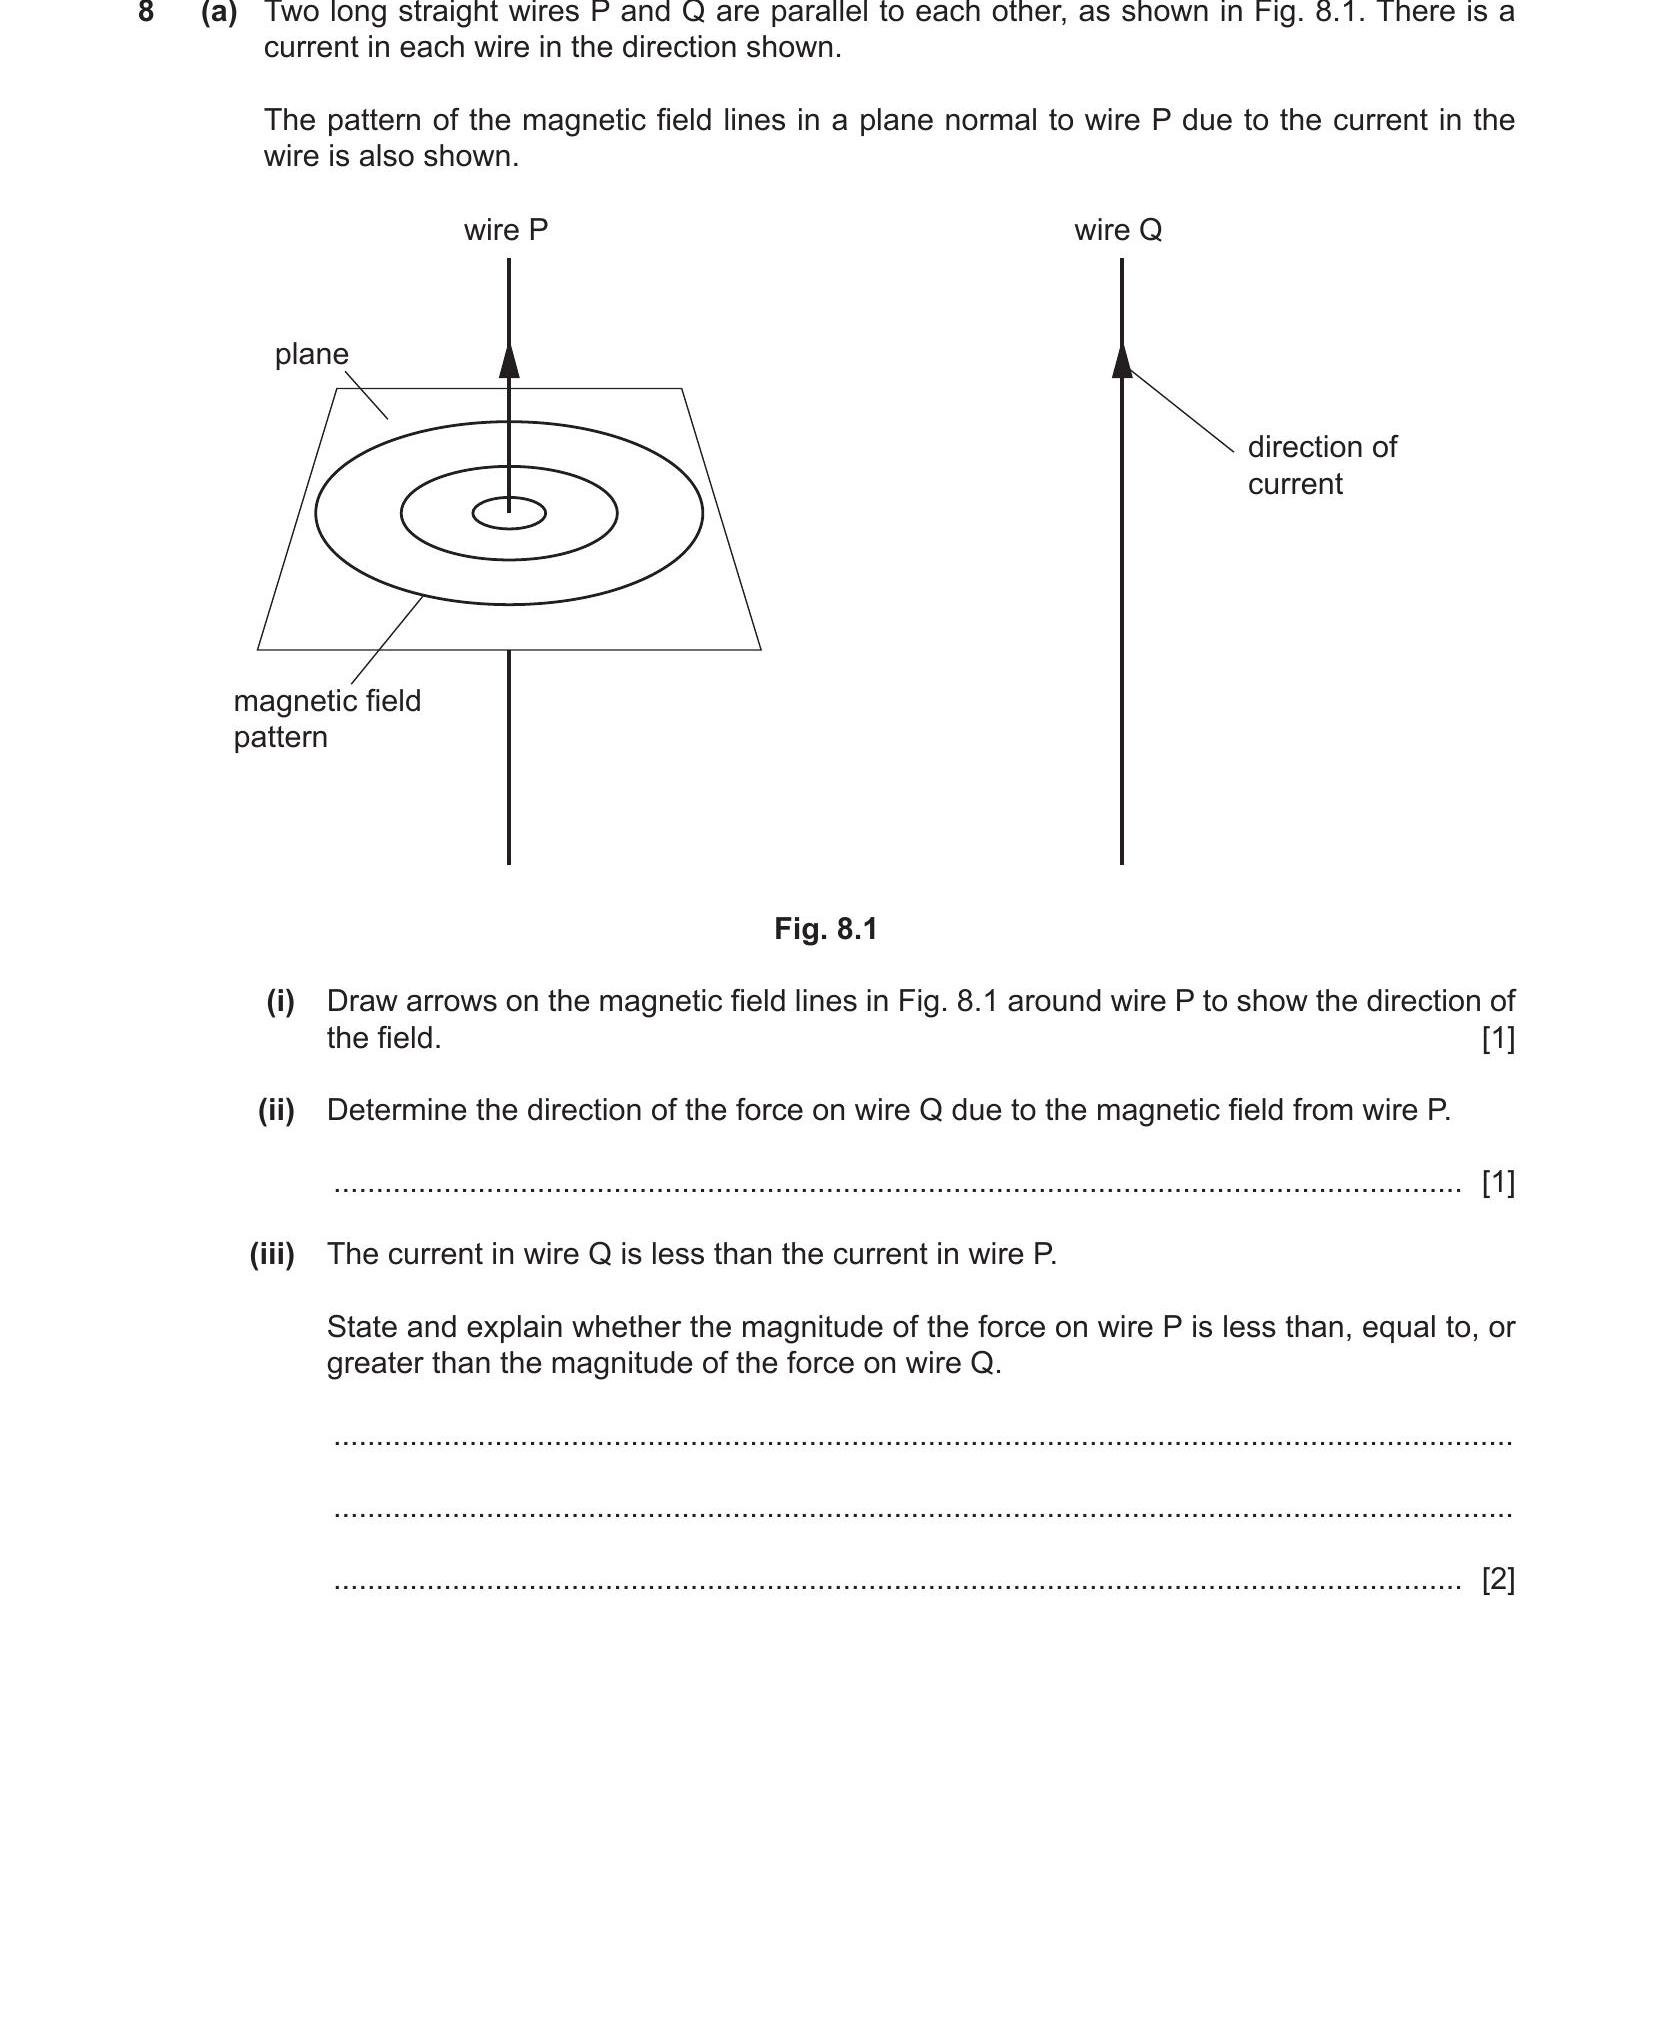 8 (a) Two long straight wires P and Q are parallel to each other, as shown in Fig. 8.1. There is a
current in each wire in the direction shown.
The pattern of the magnetic field lines in a plane normal to wire P due to the current in the
wire is also shown.
wire P
wire Q
plane
direction of
current
magnetic field
pattern
Fig. 8.1
(i) Draw arrows on the magnetic field lines in Fig. 8.1 around wire P to show the direction of
the field. [1]
(ii) Determine the direction of the force on wire Q due to the magnetic field from wire P.
.......................................................................................................................................... [1]
(iii) The current in wire Q is less than the current in wire P.
State and explain whether the magnitude of the force on wire P is less than, equal to, or
greater than the magnitude of the force on wire Q.
................................................................................................................................................
................................................................................................................................................
.......................................................................................................................................... [2]